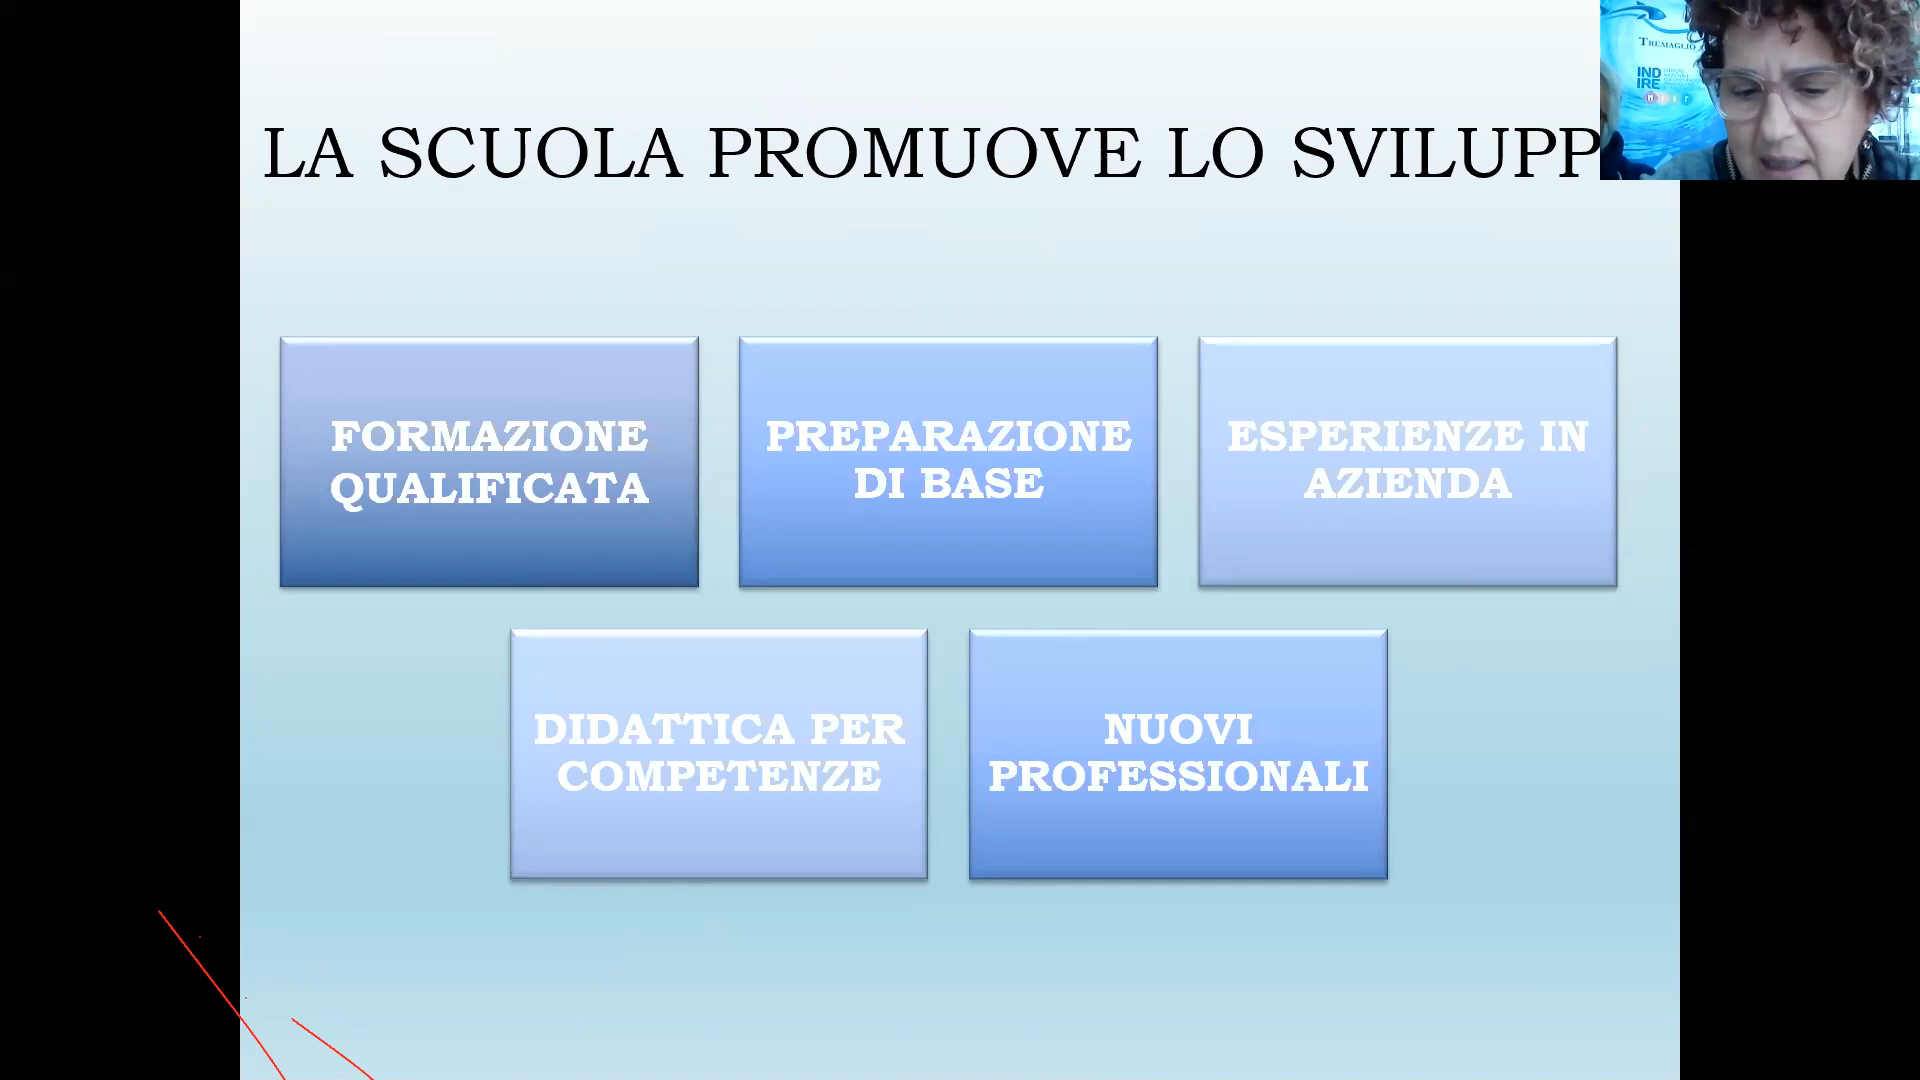 LA SCUOLA PROMUOVE LO SVILUPP
TREMAGLIO
IND
IRE
FORMAZIONE
QUALIFICATA
PREPARAZIONE
DI BASE
ESPERIENZE IN
AZIENDA
DIDATTICA PER
COMPETENZE
NUOVI
PROFESSIONALI